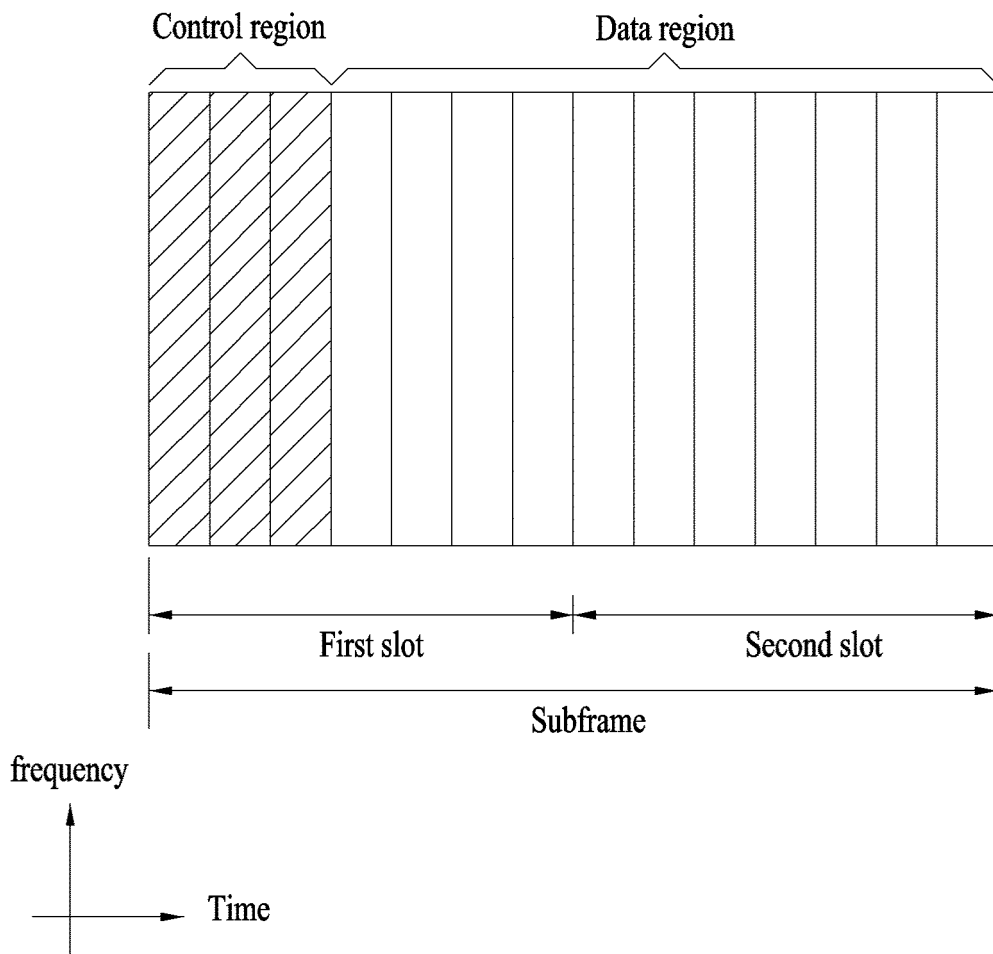 Control region
Data region
First slot
Second slot
Subframe
frequency
Time